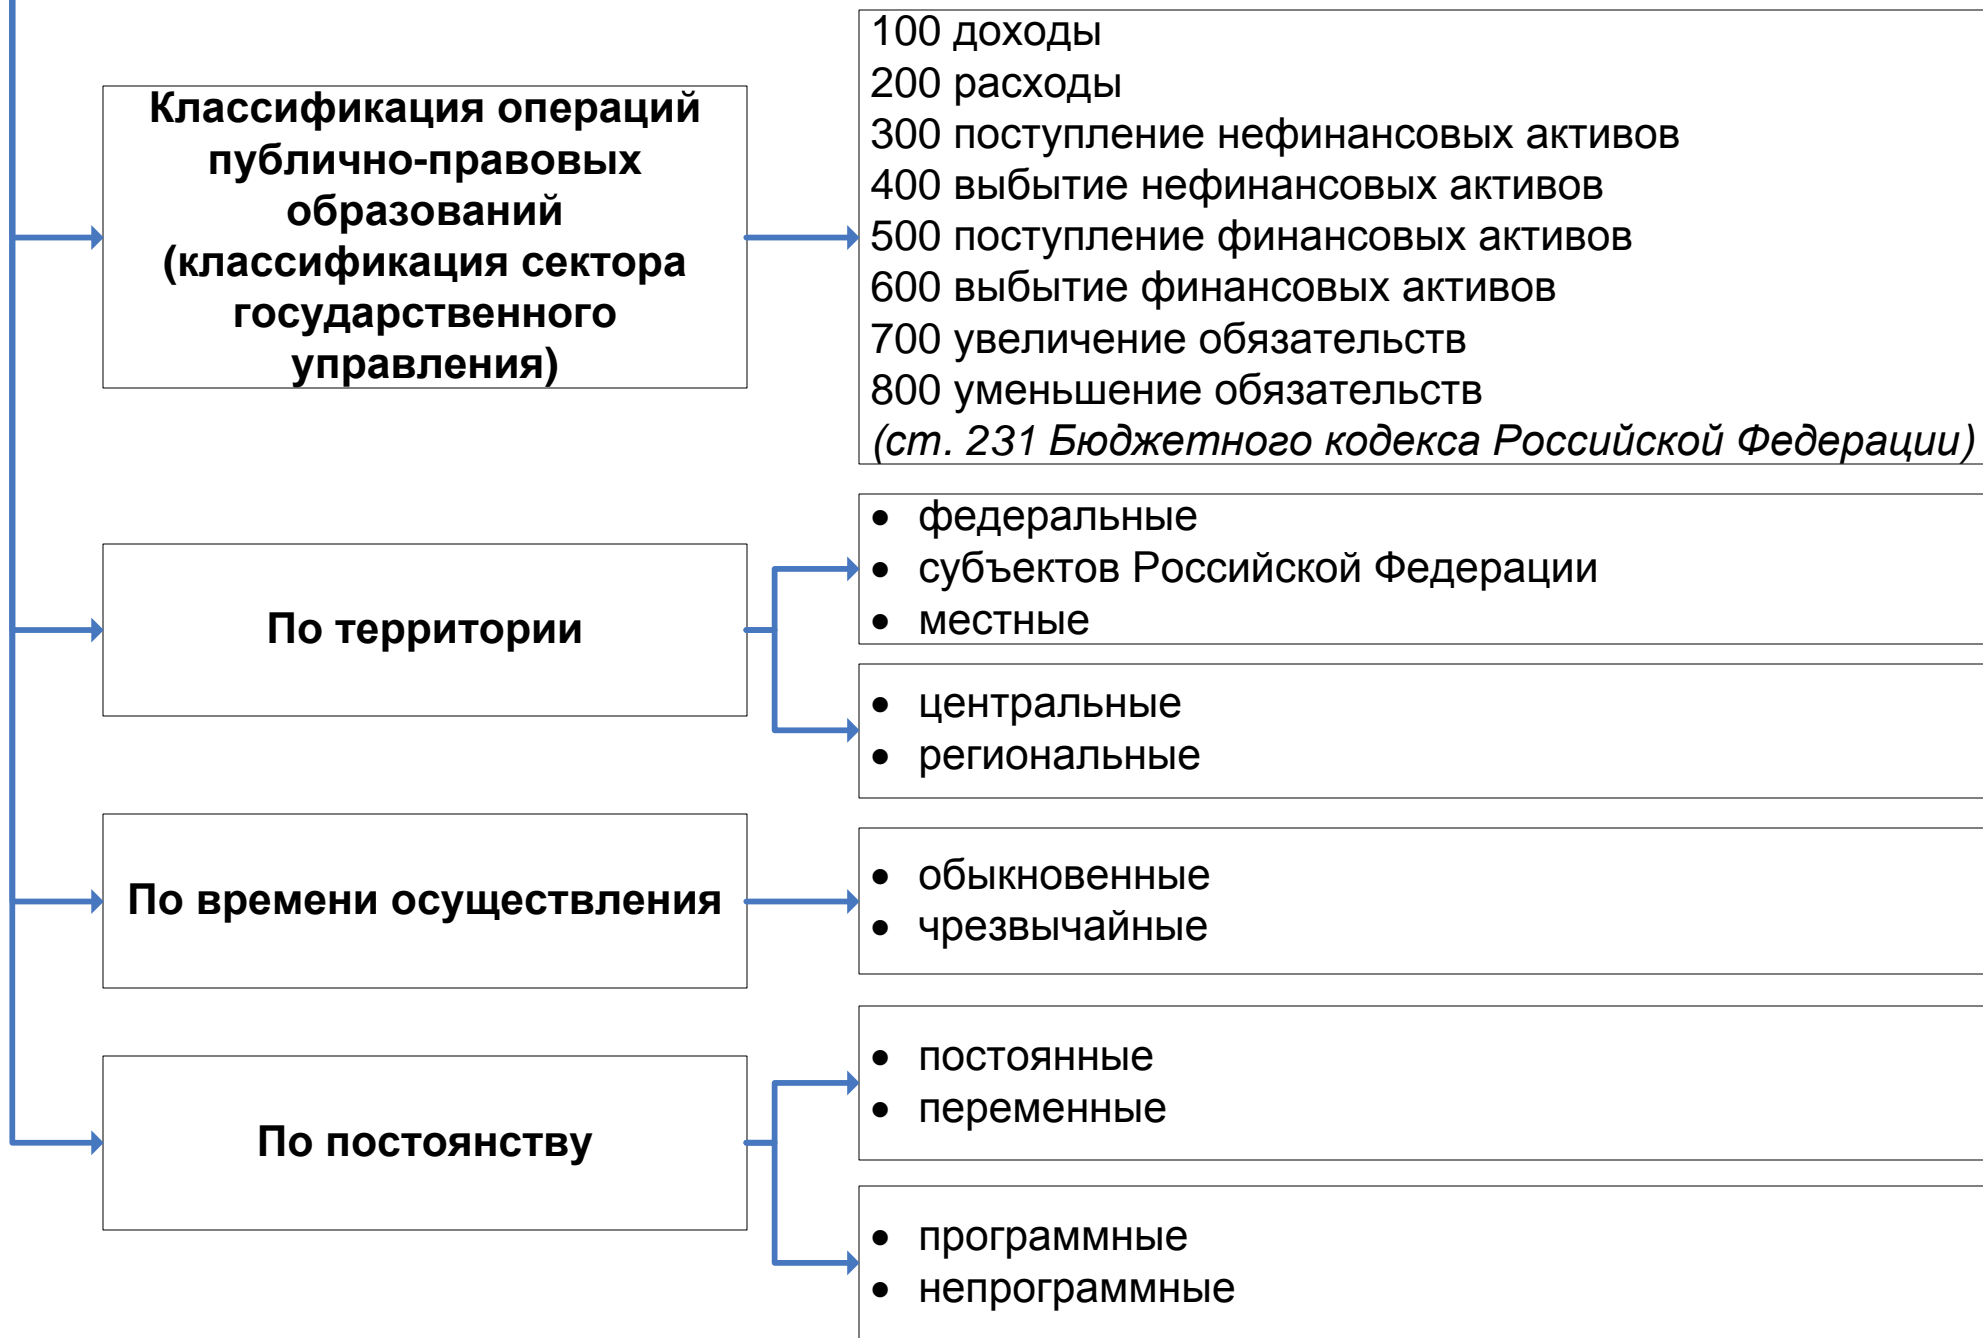 Классификация операций
публично-правовых
образований
(классификация сектора
государственного
управления)
100 доходы
200 расходы
300 поступление нефинансовых активов
400 выбытие нефинансовых активов
500 поступление финансовых активов
600 выбытие финансовых активов
700 увеличение обязательств
800 уменьшение обязательств
(ст. 231 Бюджетного кодекса Российской Федерации)
По территории
• федеральные
• субъектов Российской Федерации
• местные
• центральные
• региональные
По времени осуществления
• обыкновенные
• чрезвычайные
По постоянству
• постоянные
• переменные
• программные
• непрограммные